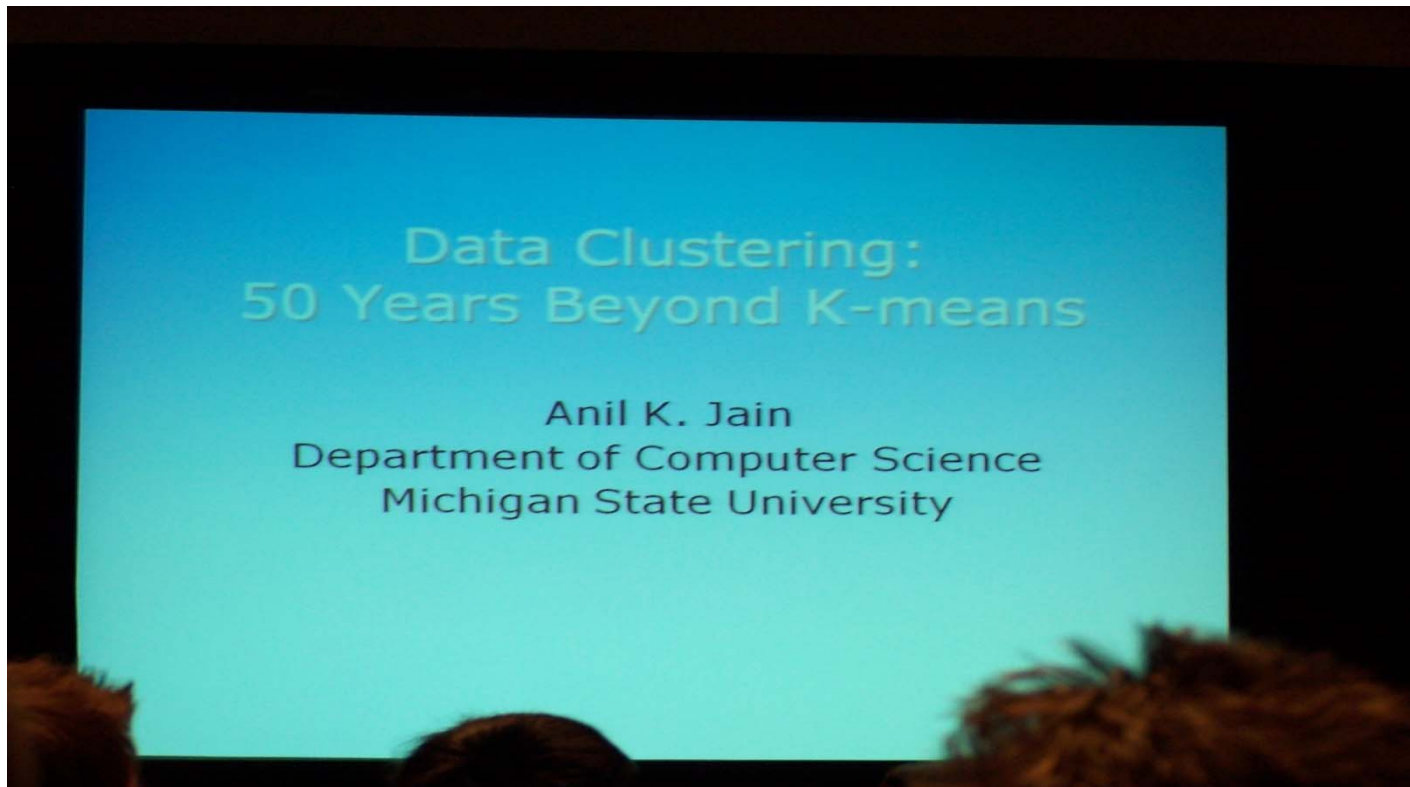 Data Clustering:
50 Years Beyond K-means
Anil K. Jain
Department of Computer Science
Michigan State University